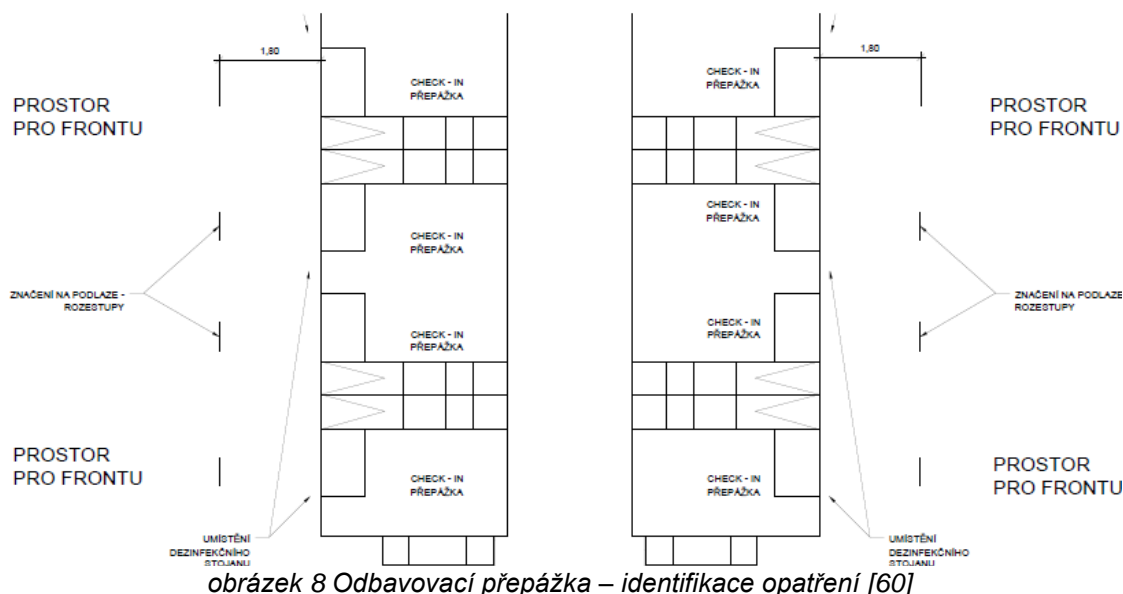 1,80
1,80
CHECK - IN
PŘEPÁŽKA
CHECK - IN
PŘEPÁŽKA
PROSTOR
PRO FRONTU
PROSTOR
PRO FRONTU
CHECK - IN
PŘEPÁŽKA
CHECK - IN
PŘEPÁŽKA
ZNAČENÍ NA PODLAZE -
ROZESTUPY
ZNAČENÍ NA PODLAZE
ROZESTUPY
CHECK - IN
PŘEPÁŽKA
CHECK - IN
PŘEPÁŽKA
PROSTOR
PRO FRONTU
PROSTOR
PRO FRONTU
CHECK - IN
PŘEPÁŽKA
CHECK - IN
PŘEPÁŽKA
UMÍSTĚNÍ
DEZINFEKČNÍHO
STOJANU
UMÍSTĚNÍ
DEZINFEKČNÍHO
STOJANU
obrázek 8 Odbavovací přepážka – identifikace opatření [60]